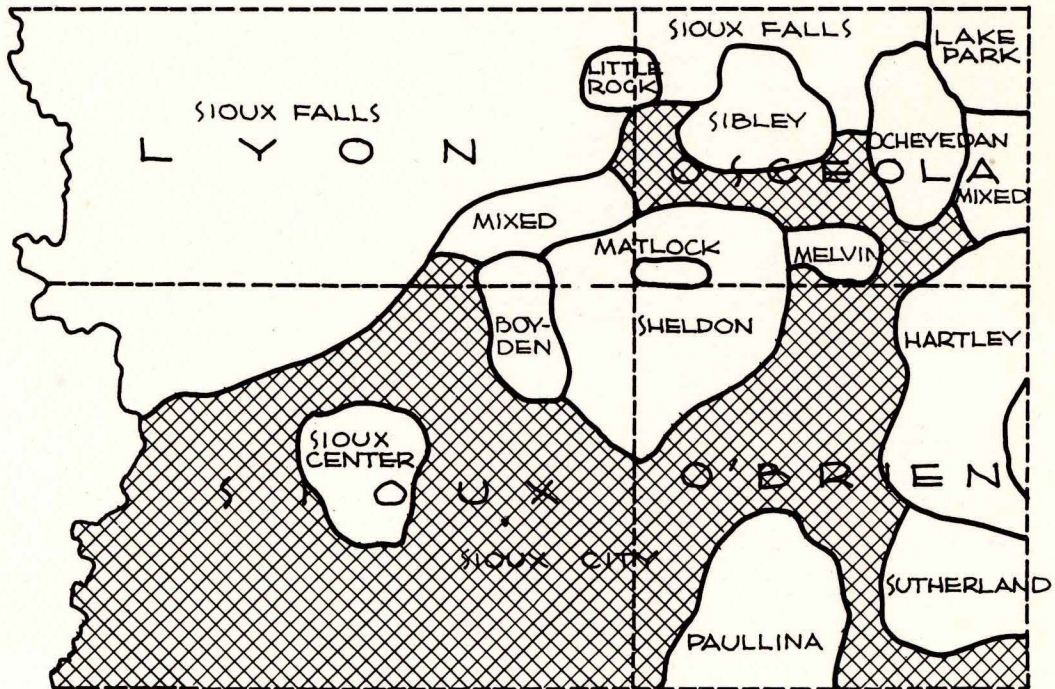 SIOUX FALLS
LAKE
PARK
LITTLE
ROCK
SIOUX FALLS
SIBLEY
OCHEYEDAN
LYON
OSCEOLA
MIXED
MIXED
MATLOCK
MELVIN
BOY-
DEN
SHELDON
HARTLEY
SIOUX
CENTER
SIOUX
O'BRIEN
SIOUX CITY
SUTHERLAND
PAULLINA